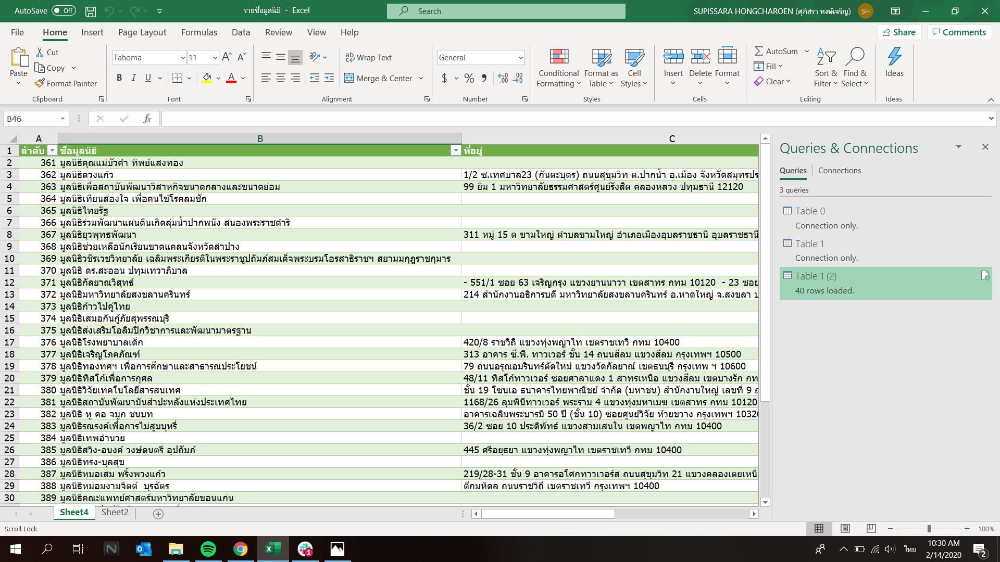 AutoSave Off รายชื่อมูลนิธิ - Excel Search SUPISSARA HONGCHAROEN (ศุภิสรา หงษ์เจริญ) SH
File Home Insert Page Layout Formulas Data Review View Help Share Comments
Paste Cut Copy Format Painter Clipboard
Tahoma 11 B I U A Font
Wrap Text Merge & Center Alignment
General $ % Number
Conditional Formatting Format as Table Cell Styles Styles
Insert Delete Format Cells
AutoSum Fill Clear Sort & Filter Find & Select Editing
Ideas Ideas
B46 fx
A B C
1 ลำดับ ชื่อมูลนิธิ ที่อยู่
2 361 มูลนิธิคุณแม่บัวคำ ทิพย์แสงทอง
3 362 มูลนิธิดวงแก้ว 1/2 ซ.เทศบาล23 (กันตะบุตร) ถนนสุขุมวิท ต.ปากน้ำ อ.เมือง จังหวัดสมุทรปร
4 363 มูลนิธิเพื่อสถาบันพัฒนาวิสาหกิจขนาดกลางและขนาดย่อม 99 ยิม 1 มหาวิทยาลัยธรรมศาสตร์ศูนย์รังสิต คลองหลวง ปทุมธานี 12120
5 364 มูลนิธิเทียนส่องใจ เพื่อคนไข้โรคลมชัก
6 365 มูลนิธิไทยรัฐ
7 366 มูลนิธิร่วมพัฒนาแผ่นดินเกิดลุ่มน้ำปากพนัง สนองพระราชดำริ
8 367 มูลนิธิยุวพุทธพัฒนา 311 หมู่ 15 ต ขามใหญ่ ตำบลขามใหญ่ อำเภอเมืองอุบลราชธานี อุบลราชธานี
9 368 มูลนิธิช่วยเหลือนักเรียนขาดแคลนจังหวัดลำปาง
10 369 มูลนิธิวชิรเวชวิทยาลัย เฉลิมพระเกียรติในพระราชูปถัมภ์สมเด็จพระบรมโอรสาธิราชฯ สยามมกุฎราชกุมาร
11 370 มูลนิธิ ดร.สะออน ปทุมเทวาภิบาล
12 371 มูลนิธิกัลยาณวิสุทธ์ - 551/1 ซอย 63 เจริญกรุง แขวงยานนาวา เขตสาทร กทม 10120 - 23 ซอย
13 372 มูลนิธิมหาวิทยาลัยสงขลานครินทร์ 214 สำนักงานอธิการบดี มหาวิทยาลัยสงขลานครินทร์ อ.หาดใหญ่ จ.สงขลา
14 373 มูลนิธิก้าวไปคู่ไทย
15 374 มูลนิธิเสมอกันกู้ภัยสุพรรณบุรี
16 375 มูลนิธิส่งเสริมโอลิมปิกวิชาการและพัฒนามาตรฐาน
17 376 มูลนิธิโรงพยาบาลเด็ก 420/8 ราชวิถี แขวงทุ่งพญาไท เขตราชเทวี กทม 10400
18 377 มูลนิธิเจริญโภคภัณฑ์ 313 อาคาร ซี.พี. ทาวเวอร์ ชั้น 14 ถนนสีลม แขวงสีลม กรุงเทพฯ 10500
19 378 มูลนิธิทองทศฯ เพื่อการศึกษาและสาธารณประโยชน์ 79 ถนนอรุณอมรินทร์ตัดใหม่ แขวงวัดกัลยาณ์ เขตธนบุรี กรุงเทพ ฯ 10600
20 379 มูลนิธิทิสโก้เพื่อการกุศล 48/11 ทิสโก้ทาวเวอร์ ซอยศาลาแดง 1 สาทรเหนือ แขวงสีลม เขตบางรัก กท
21 380 มูลนิธิวิจัยเทคโนโลยีสารสนเทศ ชั้น 19 โซนเอ ธนาคารไทยพาณิชย์ จำกัด (มหาชน) สำนักงานใหญ่ เลขที่ 9
22 381 มูลนิธิสถาบันพัฒนามันสำปะหลังแห่งประเทศไทย 1168/26 ลุมพินีทาวเวอร์ พระราม 4 แขวงทุ่งมหาเมฆ เขตสาทร กทม 10120
23 382 มูลนิธิ หู คอ จมูก ชนบท อาคารเฉลิมพระบารมี 50 ปี (ชั้น 10) ซอยศูนย์วิจัย ห้วยขวาง กรุงเทพฯ 10320
24 383 มูลนิธิรณรงค์เพื่อการไม่สูบบุหรี่ 36/2 ซอย 10 ประดิพัทธ์ แขวงสามเสนใน เขตพญาไท กทม 10400
25 384 มูลนิธิเทพอำนวย
26 385 มูลนิธิสวิง-อนงค์ วงษ์ดนตรี อุปถัมภ์ 445 ศรีอยุธยา แขวงทุ่งพญาไท เขตราชเทวี กทม 10400
27 386 มูลนิธิทรง-บุลสุข
28 387 มูลนิธิหมอเสม พริ้งพวงแก้ว 219/28-31 ชั้น 9 อาคารอโศกทาวเวอร์ส ถนนสุขุมวิท 21 แขวงคลองเตยเหนือ
29 388 มูลนิธิหม่อมงามจิตต์ บุรฉัตร ตึกมหิดล ถนนราชวิถี เขตราชเทวี กรุงเทพฯ 10400
30 389 มูลนิธิคณะแพทย์ศาสตร์มหาวิทยาลัยขอนแก่น
Queries & Connections
Queries Connections
3 queries
Table 0
Connection only.
Table 1
Connection only.
Table 1 (2)
40 rows loaded.
Sheet4 Sheet2
Scroll Lock 100%
ไทย 10:30 AM
2/14/2020 2